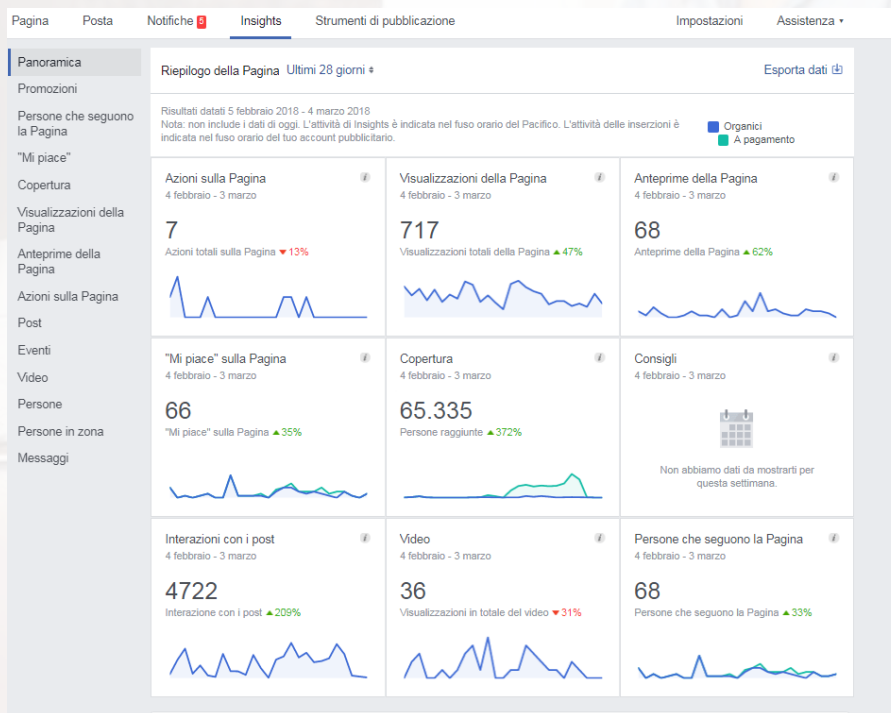 Pagina Posta Notifiche 5 Insights Strumenti di pubblicazione Impostazioni Assistenza
Panoramica
Promozioni
Persone che seguono
la Pagina
"Mi piace"
Copertura
Visualizzazioni della
Pagina
Anteprime della
Pagina
Azioni sulla Pagina
Post
Eventi
Video
Persone
Persone in zona
Messaggi
Riepilogo della Pagina Ultimi 28 giorni Esporta dati
Risultati datati 5 febbraio 2018 - 4 marzo 2018
Nota: non include i dati di oggi. L'attività di Insights è indicata nel fuso orario del Pacifico. L'attività delle inserzioni è
indicata nel fuso orario del tuo account pubblicitario.
Organici
A pagamento
Azioni sulla Pagina
4 febbraio - 3 marzo
7
Azioni totali sulla Pagina ▼13%
Visualizzazioni della Pagina
4 febbraio - 3 marzo
717
Visualizzazioni totali della Pagina ▲47%
Anteprime della Pagina
4 febbraio - 3 marzo
68
Anteprime della Pagina ▲62%
"Mi piace" sulla Pagina
4 febbraio - 3 marzo
66
"Mi piace" sulla Pagina ▲35%
Copertura
4 febbraio - 3 marzo
65.335
Persone raggiunte ▲372%
Consigli
4 febbraio - 3 marzo
Non abbiamo dati da mostrarti per
questa settimana.
Interazioni con i post
4 febbraio - 3 marzo
4722
Interazione con i post ▲209%
Video
4 febbraio - 3 marzo
36
Visualizzazioni in totale del video ▼31%
Persone che seguono la Pagina
4 febbraio - 3 marzo
68
Persone che seguono la Pagina ▲33%